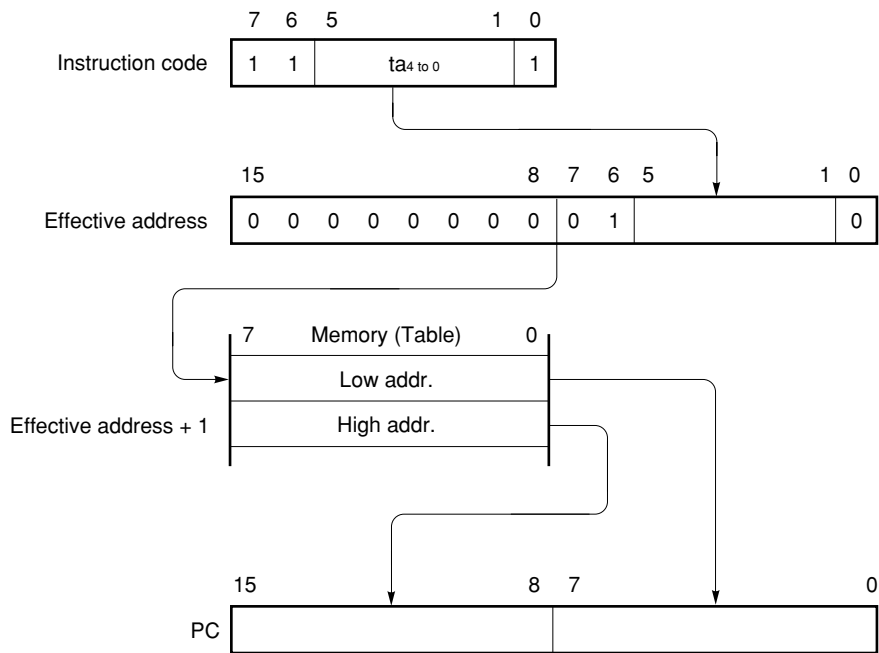 7 6 5 1 0
Instruction code 1 1 ta4 to 0 1
15 8 7 6 5 1 0
Effective address 0 0 0 0 0 0 0 0 0 1 0
7 Memory (Table) 0
Low addr.
Effective address + 1 High addr.
15 8 7 0
PC